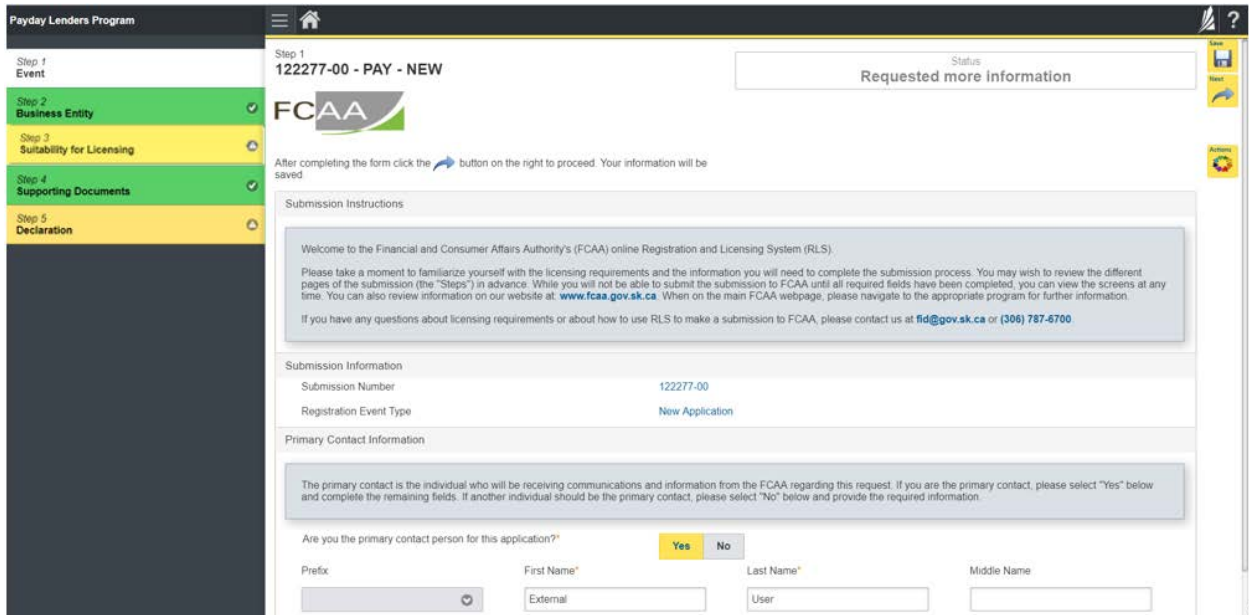 Payday Lenders Program
?
Step 1
Event
Step 2
Business Entity
Step 3
Suitability for Licensing
Step 4
Supporting Documents
Step 5
Declaration
Step 1
122277-00 - PAY - NEW
Status
Requested more information
Save
Next
Actions
FCAA
After completing the form click the button on the right to proceed. Your information will be
saved
Submission Instructions
Welcome to the Financial and Consumer Affairs Authority's (FCAA) online Registration and Licensing System (RLS).
Please take a moment to familiarize yourself with the licensing requirements and the information you will need to complete the submission process. You may wish to review the different
pages of the submission (the "Steps") in advance. While you will not be able to submit the submission to FCAA until all required fields have been completed, you can view the screens at any
time. You can also review information on our website at: www.fcaa.gov.sk.ca. When on the main FCAA webpage, please navigate to the appropriate program for further information.
If you have any questions about licensing requirements or about how to use RLS to make a submission to FCAA, please contact us at fid@gov.sk.ca or (306) 787-6700.
Submission Information
Submission Number 122277-00
Registration Event Type New Application
Primary Contact Information
The primary contact is the individual who will be receiving communications and information from the FCAA regarding this request. If you are the primary contact, please select "Yes" below
and complete the remaining fields. If another individual should be the primary contact, please select "No" below and provide the required information.
Are you the primary contact person for this application?* Yes No
Prefix First Name* Last Name* Middle Name
External User